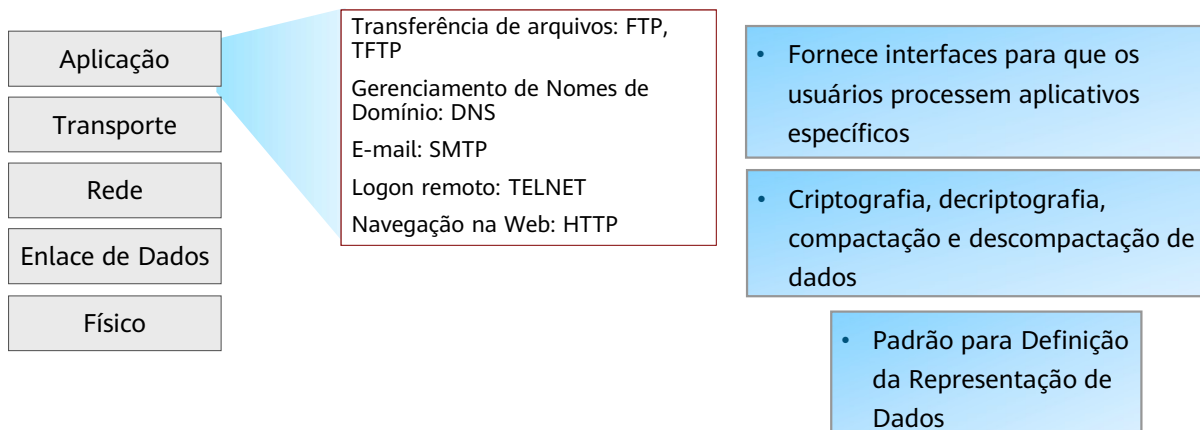 Aplicação
Transporte
Rede
Enlace de Dados
Físico
Transferência de arquivos: FTP,
TFTP
Gerenciamento de Nomes de
Domínio: DNS
E-mail: SMTP
Logon remoto: TELNET
Navegação na Web: HTTP
• Fornece interfaces para que os
usuários processem aplicativos
específicos
• Criptografia, decriptografia,
compactação e descompactação de
dados
• Padrão para Definição
da Representação de
Dados